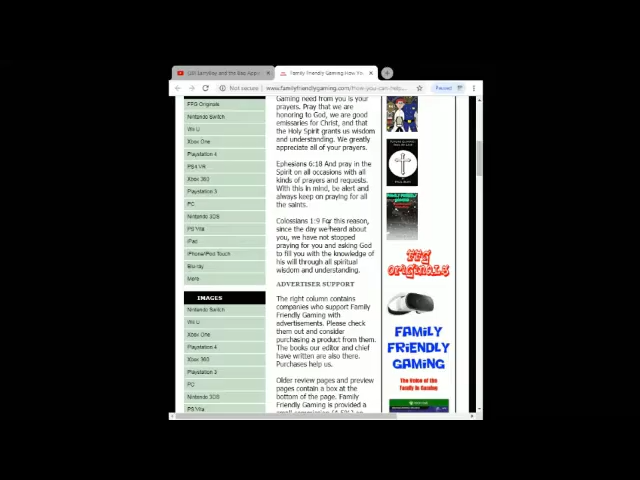 Family Friendly Gaming How Yo
Not secure
www.familyfriendlygaming.com/how-you-can-help
Paused
FFG Originals
Nintendo Switch
Wii U
Xbox One
Playstation 4
PS4 VR
Xbox 360
Playstation 3
PC
Nintendo 3DS
PS Vita
iPad
iPhone/iPod Touch
Blu-ray
More
IMAGES
Nintendo Switch
Wii U
Xbox One
Playstation 4
Xbox 360
Playstation 3
PC
Nintendo 3DS
PS Vita
Gaming need from you is your
prayers. Pray that we are
honoring to God, we are good
emissaries for Christ, and that
the Holy Spirit grants us wisdom
and understanding. We greatly
appreciate all of your prayers.
Ephesians 6:18 And pray in the
Spirit on all occasions with all
kinds of prayers and requests.
With this in mind, be alert and
always keep on praying for all
the saints.
Colossians 1:9 For this reason,
since the day we heard about
you, we have not stopped
praying for you and asking God
to fill you with the knowledge of
his will through all spiritual
wisdom and understanding.
ADVERTISER SUPPORT
The right column contains
companies who support Family
Friendly Gaming with
advertisements. Please check
them out and consider
purchasing a product from them.
The books our editor and chief
have written are also there.
Purchases help us.
Older review pages and preview
pages contain a box at the
bottom of the page. Family
Friendly Gaming is provided a
FFG
ORIGINALS
FAMILY
FRIENDLY
GAMING
The Home of the
Family in Gaming